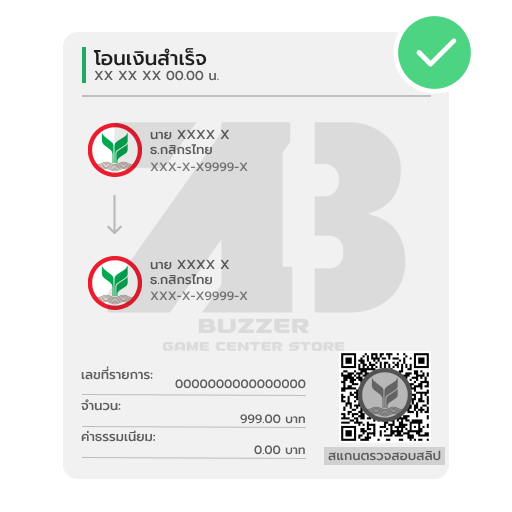 โอนเงินสำเร็จ
XX XX XX 00.00 น.
นาย XXXX X
ธ.กสิกรไทย
XXX-X-X9999-X
นาย XXXX X
ธ.กสิกรไทย
XXX-X-X9999-X
AB
BUZZER
GAME CENTER STORE
เลขที่รายการ:
0000000000000000
จำนวน:
999.00 บาท
ค่าธรรมเนียม:
0.00 บาท
สแกนตรวจสอบสลิป